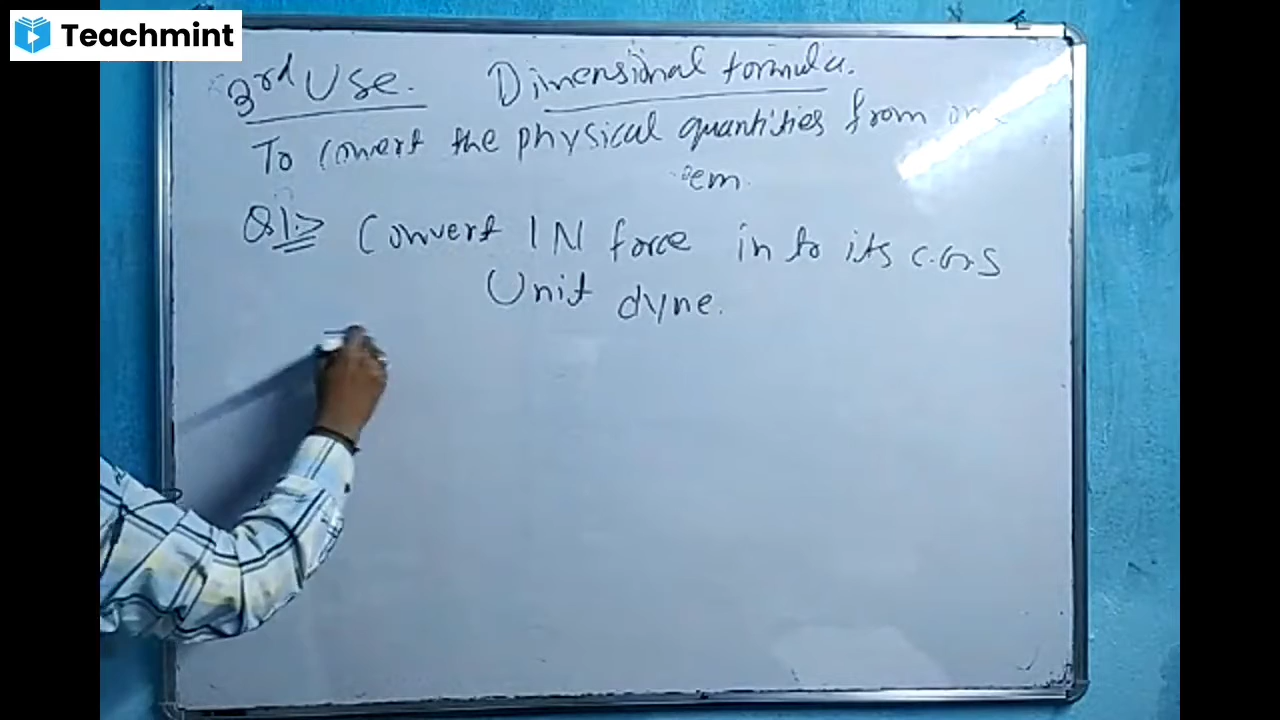 Teachmint
3rd Use. Dimensional formula.
To Convert the physical quantities from one
em.
Q1:> Convert 1N force in to its C.G.S
Unit dyne.